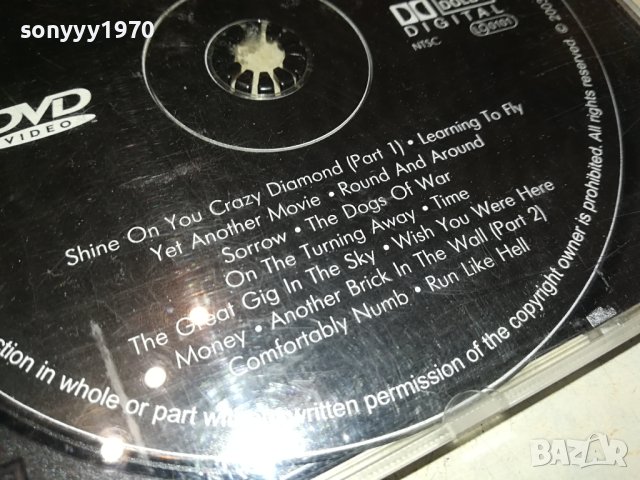 sonyyy1970
DVD
VIDEO
DOLBY
DIGITAL
NTSC
Shine On You Crazy Diamond (Part 1) • Learning To Fly
Yet Another Movie • Round And Around
Sorrow • The Dogs Of War
On The Turning Away • Time
The Great Gig In The Sky • Wish You Were Here
Money • Another Brick In The Wall (Part 2)
Comfortably Numb • Run Like Hell
in whole or part written permission of the copyright owner is prohibited. All rights reserved ©
BAZAR